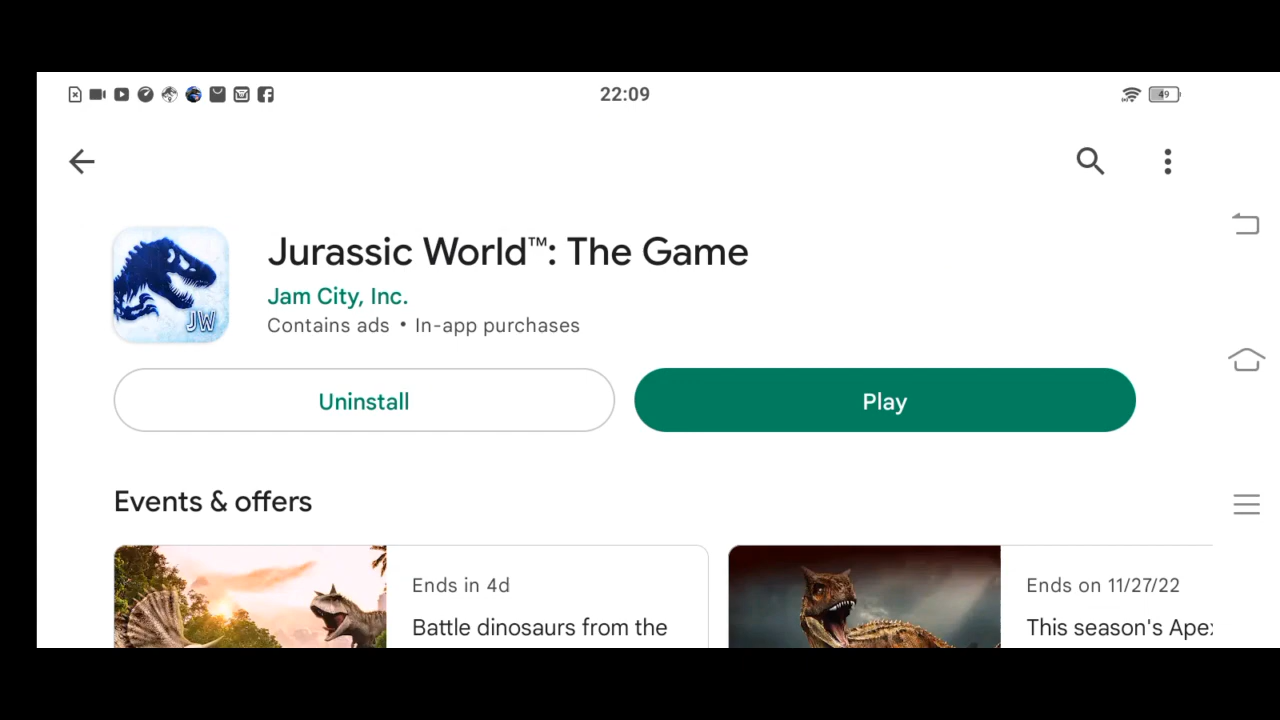 22:09
49
Jurassic World™: The Game
JW
Jam City, Inc.
Contains ads • In-app purchases
Uninstall
Play
Events & offers
Ends in 4d
Battle dinosaurs from the
Ends on 11/27/22
This season's Apex